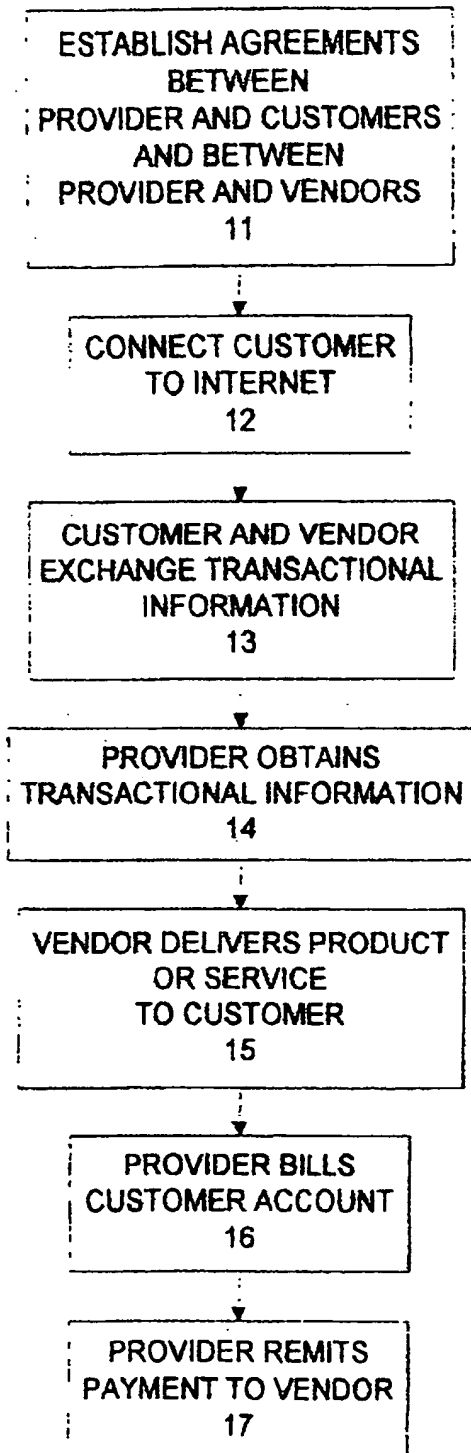 ESTABLISH AGREEMENTS
BETWEEN
PROVIDER AND CUSTOMERS
AND BETWEEN
PROVIDER AND VENDORS
11
CONNECT CUSTOMER
TO INTERNET
12
CUSTOMER AND VENDOR
EXCHANGE TRANSACTIONAL
INFORMATION
13
PROVIDER OBTAINS
TRANSACTIONAL INFORMATION
14
VENDOR DELIVERS PRODUCT
OR SERVICE
TO CUSTOMER
15
PROVIDER BILLS
CUSTOMER ACCOUNT
16
PROVIDER REMITS
PAYMENT TO VENDOR
17